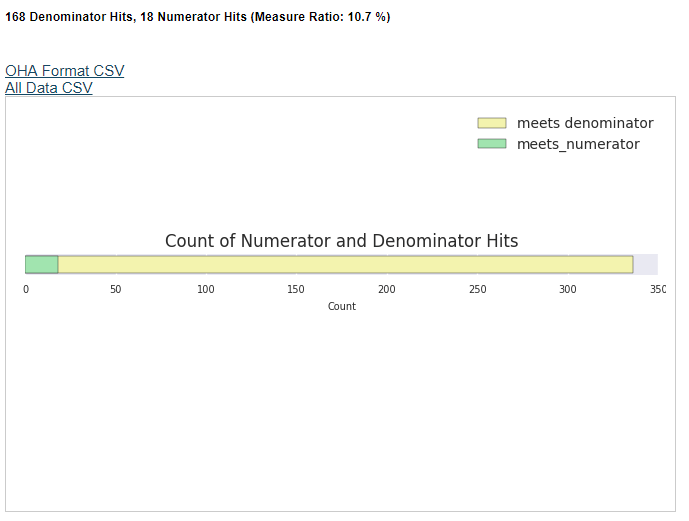 168 Denominator Hits, 18 Numerator Hits (Measure Ratio: 10.7 %)
OHA Format CSV
All Data CSV
meets denominator
meets_numerator
Count of Numerator and Denominator Hits
0 50 100 150 200 250 300 350
Count